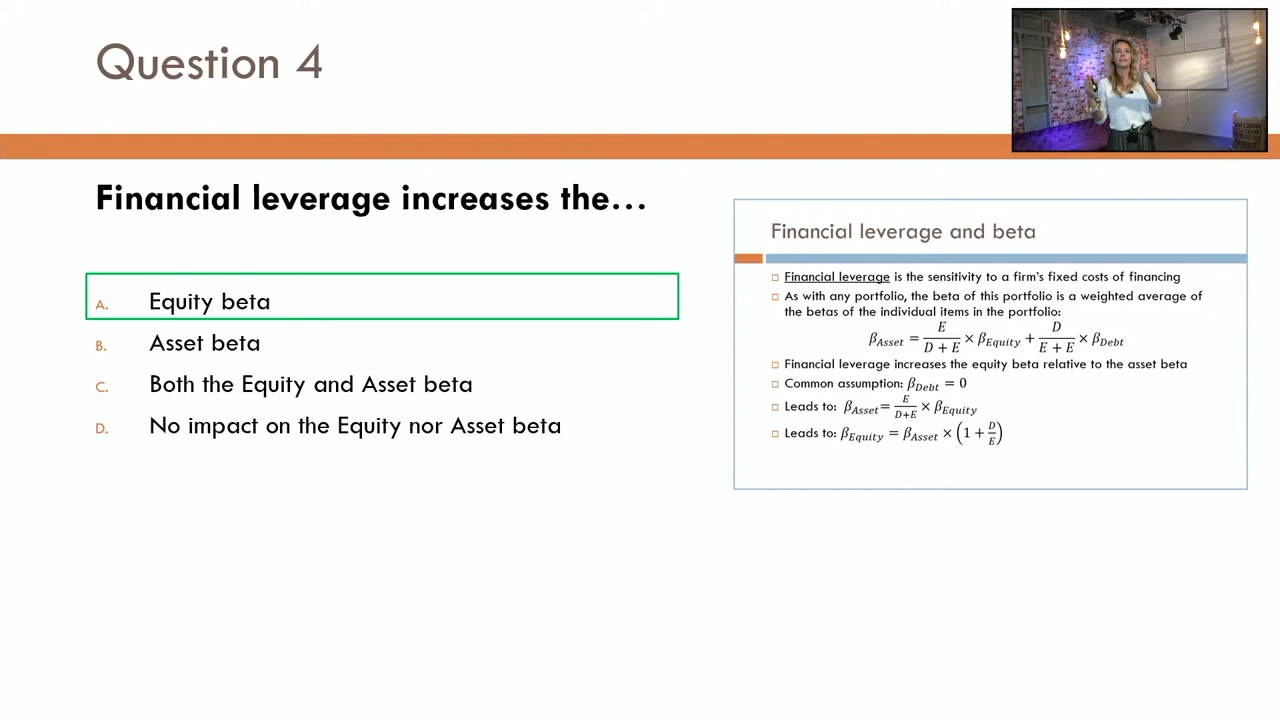 Question 4
Financial leverage increases the…
A. Equity beta
B. Asset beta
C. Both the Equity and Asset beta
D. No impact on the Equity nor Asset beta
Financial leverage and beta
Financial leverage is the sensitivity to a firm's fixed costs of financing
As with any portfolio, the beta of this portfolio is a weighted average of
the betas of the individual items in the portfolio:
β_Asset = E/(D + E) × β_Equity + D/(E + E) × β_Debt
Financial leverage increases the equity beta relative to the asset beta
Common assumption: β_Debt = 0
Leads to: β_Asset = E/(D+E) × β_Equity
Leads to: β_Equity = β_Asset × (1 + D/E)